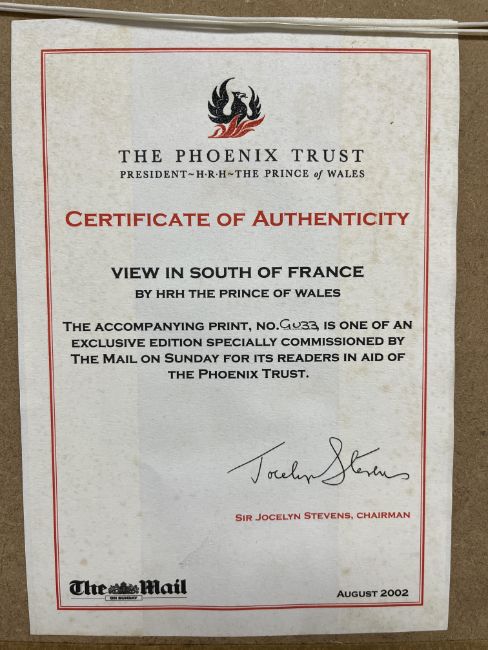 THE PHOENIX TRUST
PRESIDENT~H·R·H~THE PRINCE of WALES
CERTIFICATE OF AUTHENTICITY
VIEW IN SOUTH OF FRANCE
BY HRH THE PRINCE OF WALES
THE ACCOMPANYING PRINT, NO. GU33, IS ONE OF AN
EXCLUSIVE EDITION SPECIALLY COMMISSIONED BY
THE MAIL ON SUNDAY FOR ITS READERS IN AID OF
THE PHOENIX TRUST.
Jocelyn Stevens
SIR JOCELYN STEVENS, CHAIRMAN
The Mail
ON SUNDAY
AUGUST 2002